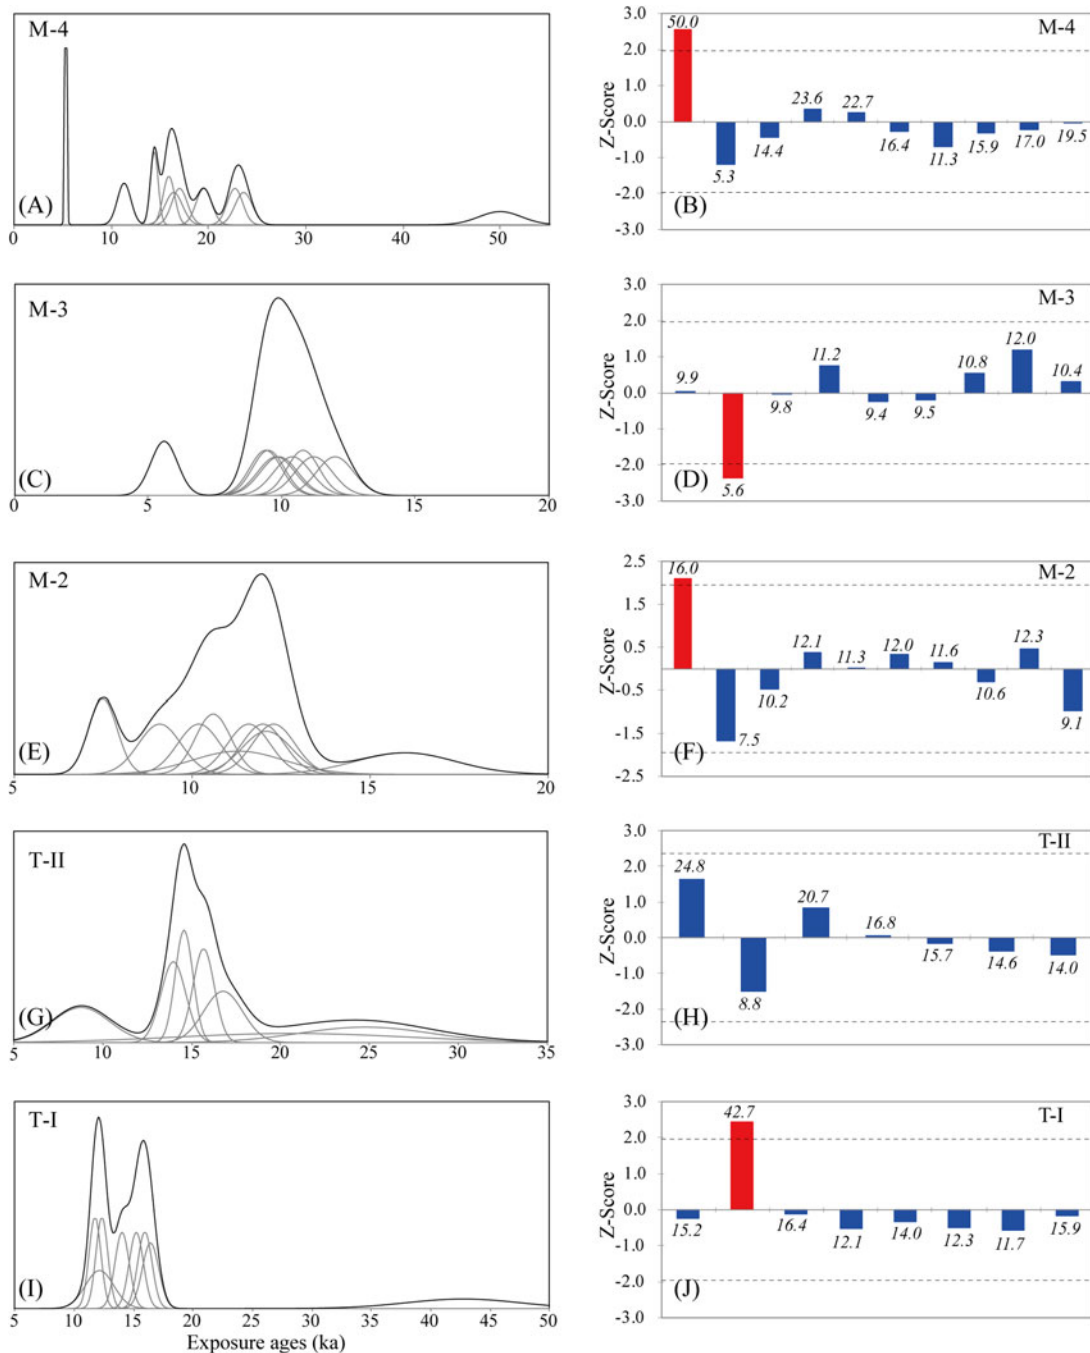 M-4
(A)
0 10 20 30 40 50
Z-Score
3.0
2.0
1.0
0.0
-1.0
-2.0
-3.0
M-4
50.0
5.3
14.4
23.6
22.7
16.4
11.3
15.9
17.0
19.5
(B)
M-3
(C)
0 5 10 15 20
Z-Score
3.0
2.0
1.0
0.0
-1.0
-2.0
-3.0
M-3
9.9
5.6
9.8
11.2
9.4
9.5
10.8
12.0
10.4
(D)
M-2
(E)
5 10 15 20
Z-Score
2.5
1.5
0.5
-0.5
-1.5
-2.5
M-2
16.0
7.5
10.2
12.1
11.3
12.0
11.6
10.6
12.3
9.1
(F)
T-II
(G)
5 10 15 20 25 30 35
Z-Score
3.0
2.0
1.0
0.0
-1.0
-2.0
-3.0
T-II
24.8
8.8
20.7
16.8
15.7
14.6
14.0
(H)
T-I
(I)
5 10 15 20 25 30 35 40 45 50
Exposure ages (ka)
Z-Score
3.0
2.0
1.0
0.0
-1.0
-2.0
-3.0
T-I
15.2
42.7
16.4
12.1
14.0
12.3
11.7
15.9
(J)